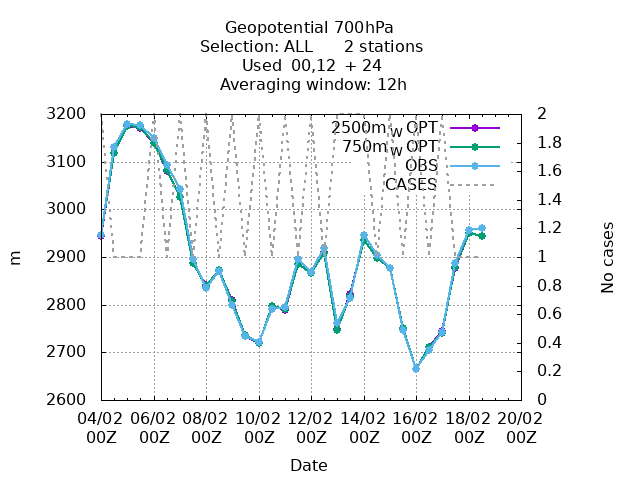 Geopotential 700hPa
Selection: ALL 2 stations
Used 00,12 + 24
Averaging window: 12h
3200
3100
3000
2900
2800
2700
2600
m
2
1.8
1.6
1.4
1.2
1
0.8
0.6
0.4
0.2
0
No cases
2500m_W OPT
750m_W OPT
OBS
CASES
04/02 06/02 08/02 10/02 12/02 14/02 16/02 18/02 20/02
00Z 00Z 00Z 00Z 00Z 00Z 00Z 00Z 00Z
Date